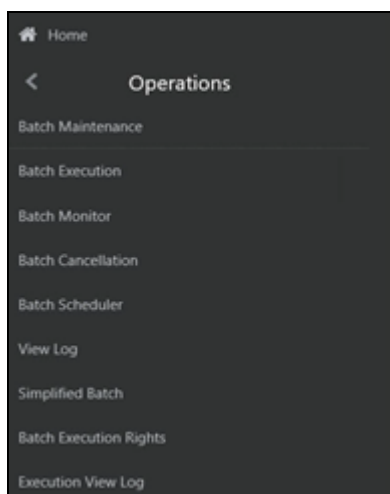 Home
Operations
Batch Maintenance
Batch Execution
Batch Monitor
Batch Cancellation
Batch Scheduler
View Log
Simplified Batch
Batch Execution Rights
Execution View Log